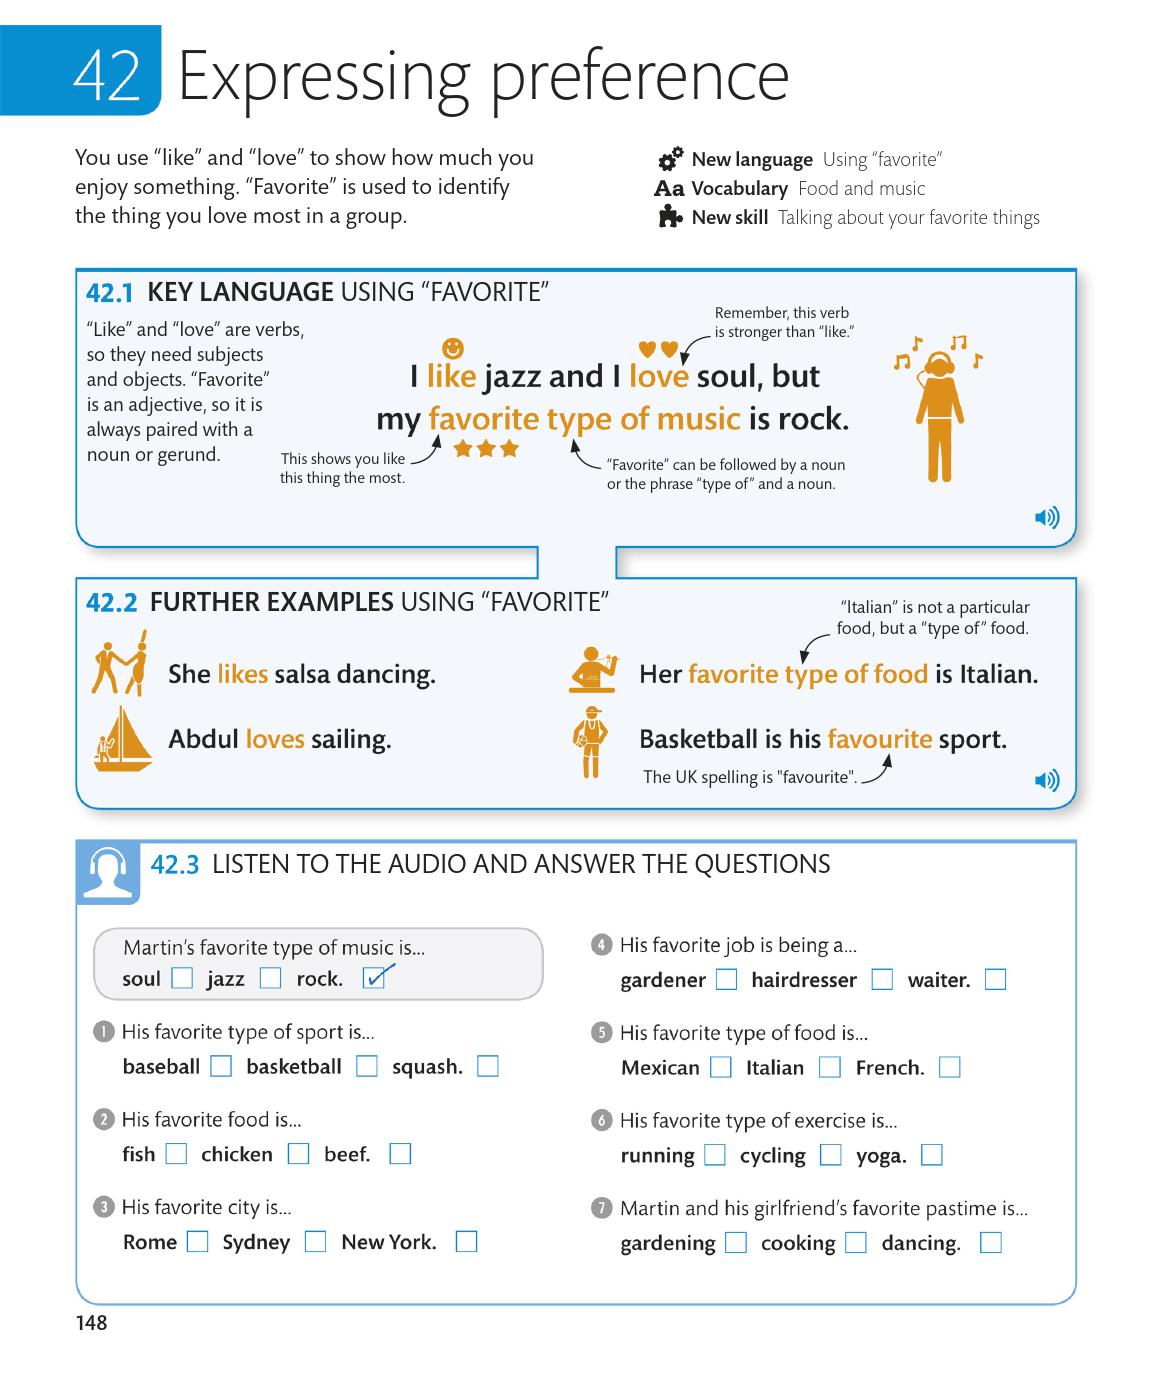 42 Expressing preference
You use “like” and “love” to show how much you
enjoy something. “Favorite” is used to identify
the thing you love most in a group.
New language Using “favorite”
Aa Vocabulary Food and music
New skill Talking about your favorite things
42.1 KEY LANGUAGE USING “FAVORITE”
“Like” and “love” are verbs,
so they need subjects
and objects. “Favorite”
is an adjective, so it is
always paired with a
noun or gerund.
Remember, this verb
is stronger than “like.”
I like jazz and I love soul, but
my favorite type of music is rock.
This shows you like
this thing the most.
“Favorite” can be followed by a noun
or the phrase “type of” and a noun.
42.2 FURTHER EXAMPLES USING “FAVORITE”
She likes salsa dancing.
Abdul loves sailing.
“Italian” is not a particular
food, but a “type of” food.
Her favorite type of food is Italian.
Basketball is his favourite sport.
The UK spelling is "favourite".
42.3 LISTEN TO THE AUDIO AND ANSWER THE QUESTIONS
Martin’s favorite type of music is...
soul jazz rock.
1 His favorite type of sport is...
baseball basketball squash.
2 His favorite food is...
fish chicken beef.
3 His favorite city is...
Rome Sydney New York.
4 His favorite job is being a...
gardener hairdresser waiter.
5 His favorite type of food is...
Mexican Italian French.
6 His favorite type of exercise is...
running cycling yoga.
7 Martin and his girlfriend’s favorite pastime is...
gardening cooking dancing.
148